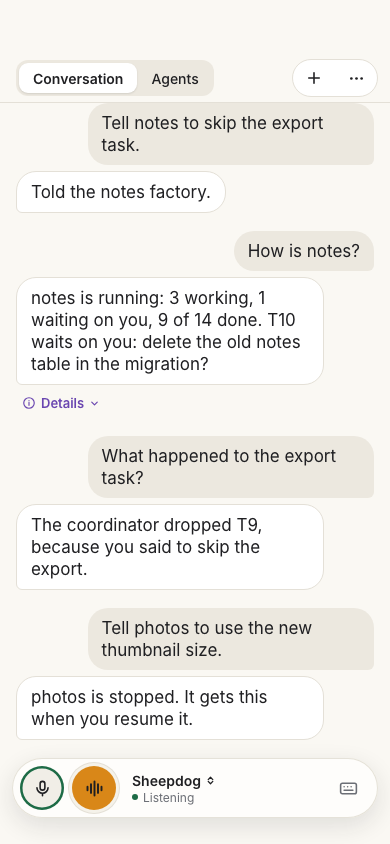 Conversation
Agents
Tell notes to skip the export
task.
Told the notes factory.
How is notes?
notes is running: 3 working, 1
waiting on you, 9 of 14 done. T10
waits on you: delete the old notes
table in the migration?
Details
What happened to the export
task?
The coordinator dropped T9,
because you said to skip the
export.
Tell photos to use the new
thumbnail size.
photos is stopped. It gets this
when you resume it.
Sheepdog
Listening